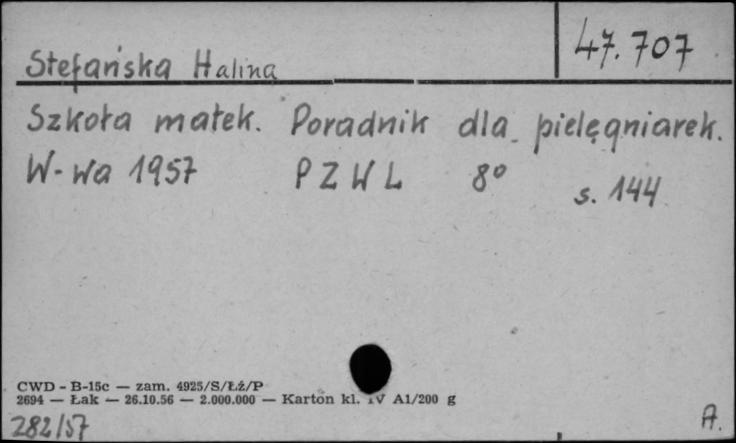 47.707
Stefańska Halina
Szkoła matek. Poradnik dla pielęgniarek.
W-wa 1957 PZWL 8° s. 144
CWD - B-15c — zam. 4925/S/Łź/P
2694 — Łak — 26.10.56 — 2.000.000 — Karton kl. IV A1/200 g
282/57 A.